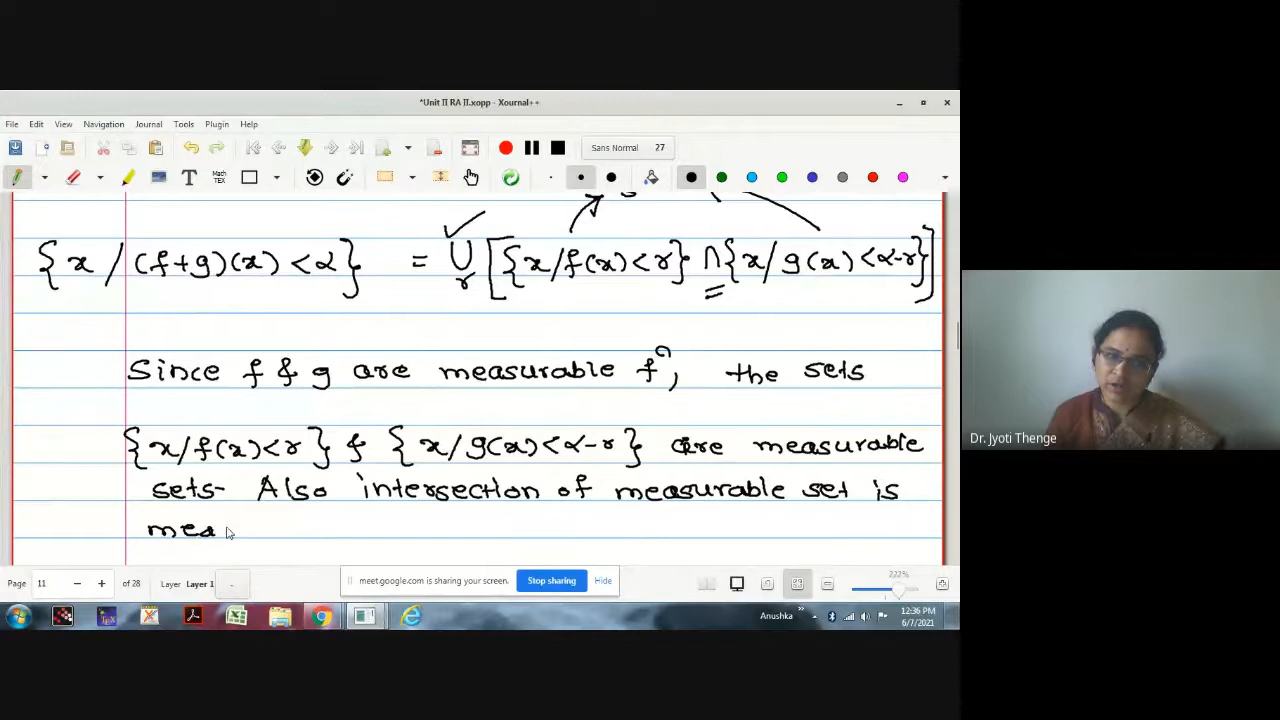 *Unit II RA II.xopp - Xournal++
File Edit View Navigation Journal Tools Plugin Help
Sans Normal 27
T MATH TEX
{x / (f+g)(x) < α} = ∪r [{x/f(x) < r} ∩ {x/g(x) < α-r}]
Since f & g are measurable fⁿ, the sets
{x/f(x) < r} & {x/g(x) < α-r} are measurable
sets- Also intersection of measurable set is
mea
Dr. Jyoti Thenge
Page 11 of 28 Layer Layer 1 222%
meet.google.com is sharing your screen. Stop sharing Hide
Anushka 12:36 PM
6/7/2021